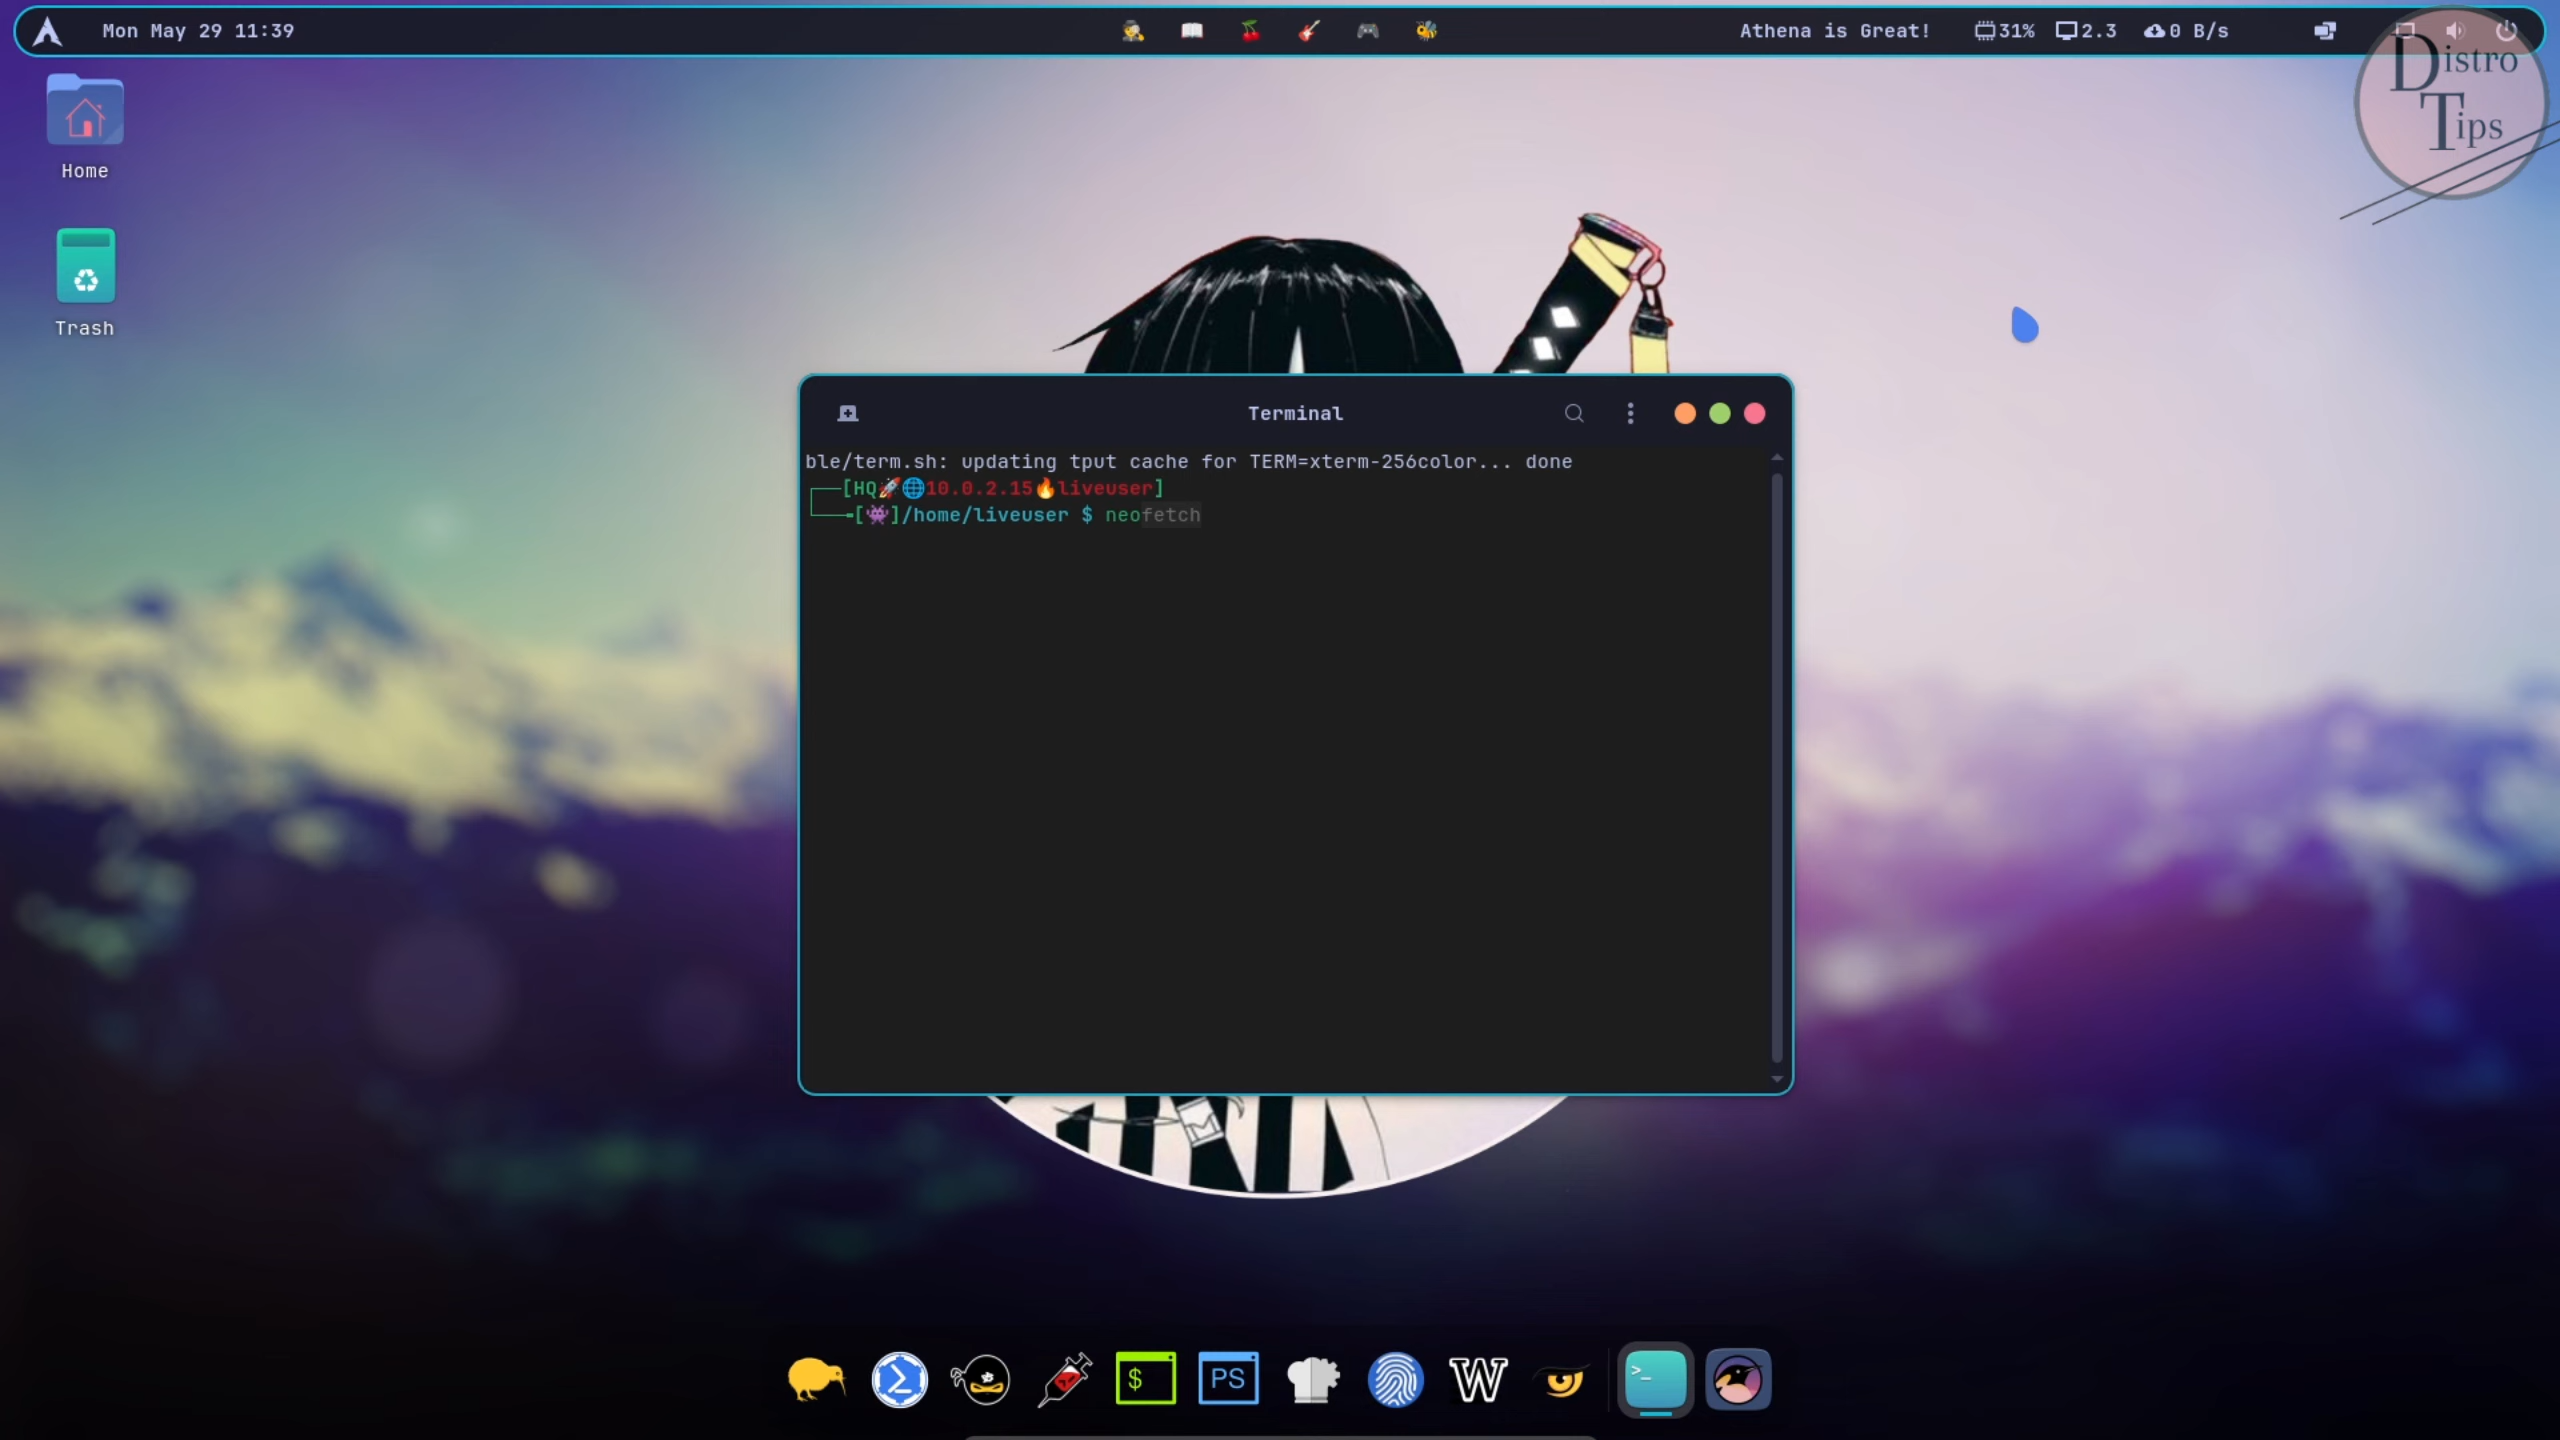 Mon May 29 11:39
Athena is Great!
31%
2.3
0 B/s
Distro
Tips
Home
Trash
Terminal
ble/term.sh: updating tput cache for TERM=xterm-256color... done
[HQ🚀🌐10.0.2.15🔥liveuser]
[👾]/home/liveuser $ neofetch
$
PS
W
>_